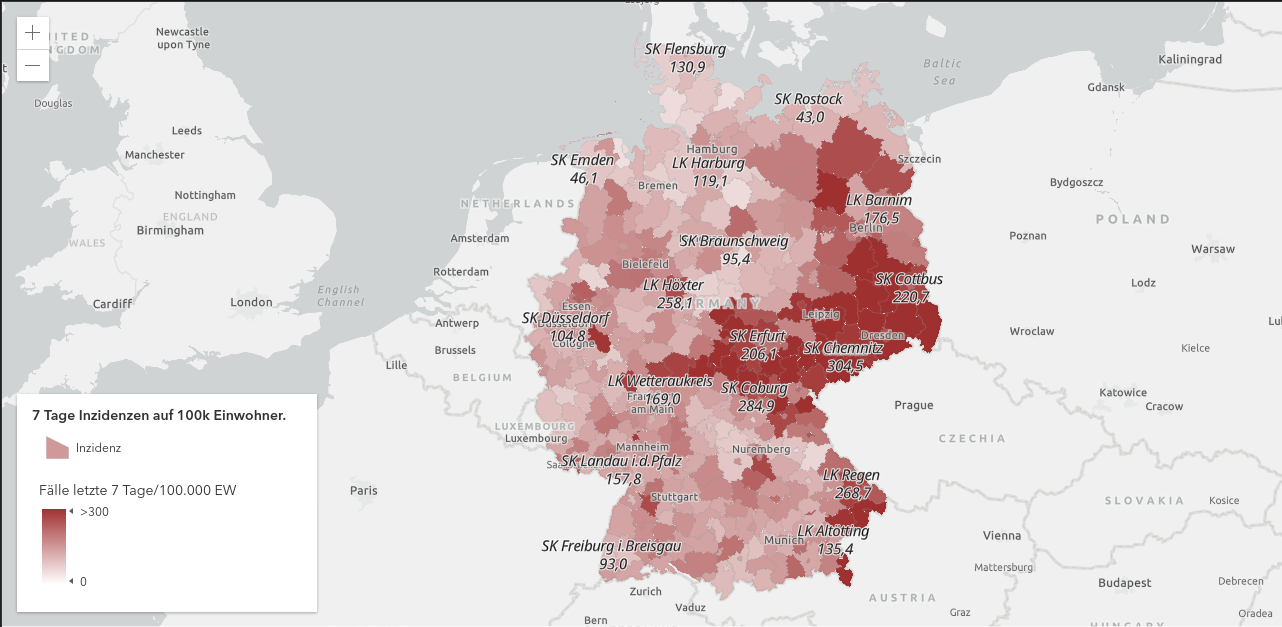 +
UNITED
KINGDOM
−
Newcastle
upon Tyne
Douglas
Leeds
Manchester
Nottingham
ENGLAND
Birmingham
WALES
Cardiff
London
English
Channel
NETHERLANDS
Amsterdam
Rotterdam
Antwerp
Brussels
Lille
BELGIUM
LUXEMBOURG
Luxembourg
Paris
SK Flensburg
130,9
SK Rostock
43,0
Baltic
Sea
Kaliningrad
Gdansk
SK Emden
46,1
Hamburg
LK Harburg
119,1
Bremen
Szczecin
Bydgoszcz
LK Barnim
176,5
Berlin
POLAND
Poznan
Warsaw
SK Braunschweig
95,4
Bielefeld
LK Höxter
258,1
SK Cottbus
220,7
Lodz
Essen
SK Düsseldorf
104,8
Cologne
Leipzig
SK Erfurt
206,1
Dresden
SK Chemnitz
304,5
Wroclaw
Kielce
LK Wetteraukreis
169,0
am Main
SK Coburg
284,9
Prague
Katowice
Cracow
CZECHIA
Mannheim
Nuremberg
SK Landau i.d.Pfalz
157,8
LK Regen
268,7
Stuttgart
SLOVAKIA
Kosice
LK Altötting
135,4
Munich
Vienna
SK Freiburg i.Breisgau
93,0
Mattersburg
Zurich
Vaduz
Bern
AUSTRIA
Graz
Budapest
Debrecen
Oradea
HUNGARY
7 Tage Inzidenzen auf 100k Einwohner.
Inzidenz
Fälle letzte 7 Tage/100.000 EW
>300
0